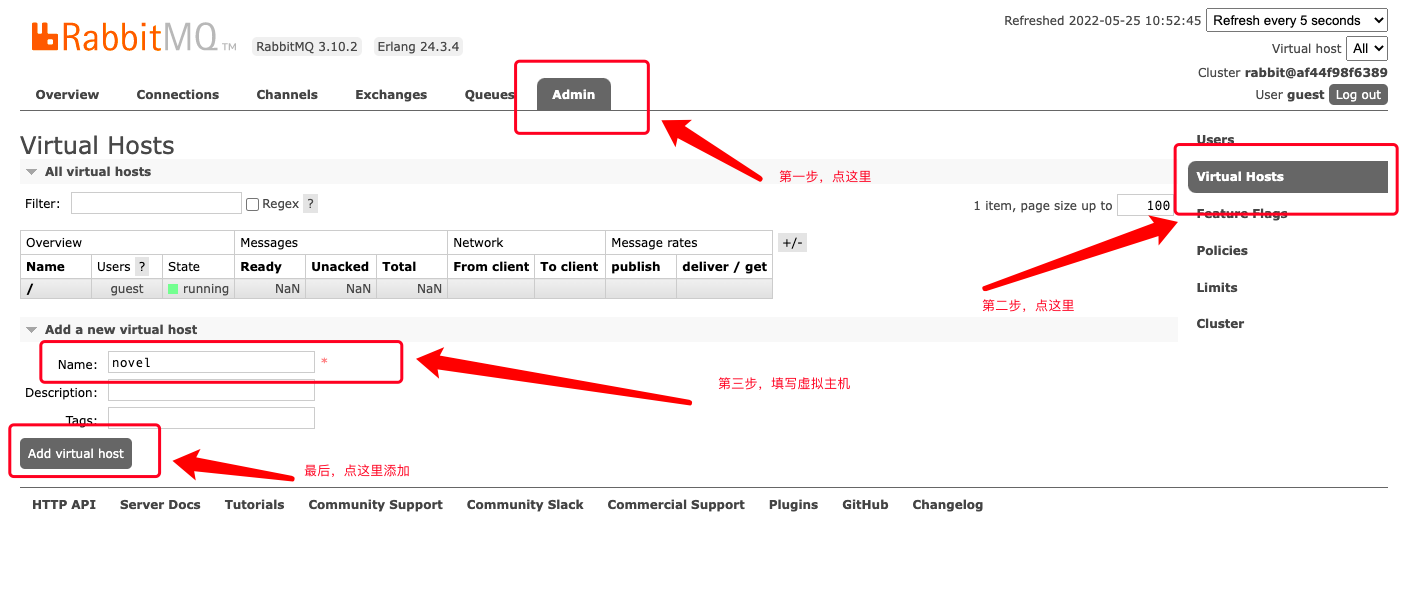 Refreshed 2022-05-25 10:52:45 Refresh every 5 seconds
RabbitMQ TM RabbitMQ 3.10.2 Erlang 24.3.4
Virtual host All
Cluster rabbit@af44f98f6389
User guest Log out
Overview Connections Channels Exchanges Queues Admin
Virtual Hosts
Users
All virtual hosts
第一步，点这里
Virtual Hosts
Filter: Regex ?
1 item, page size up to 100
Feature Flags
Overview Messages Network Message rates +/-
Policies
Name Users ? State Ready Unacked Total From client To client publish deliver / get
/ guest running NaN NaN NaN
Limits
第二步，点这里
Cluster
Add a new virtual host
Name: novel *
第三步，填写虚拟主机
Description:
Tags:
Add virtual host
最后，点这里添加
HTTP API Server Docs Tutorials Community Support Community Slack Commercial Support Plugins GitHub Changelog